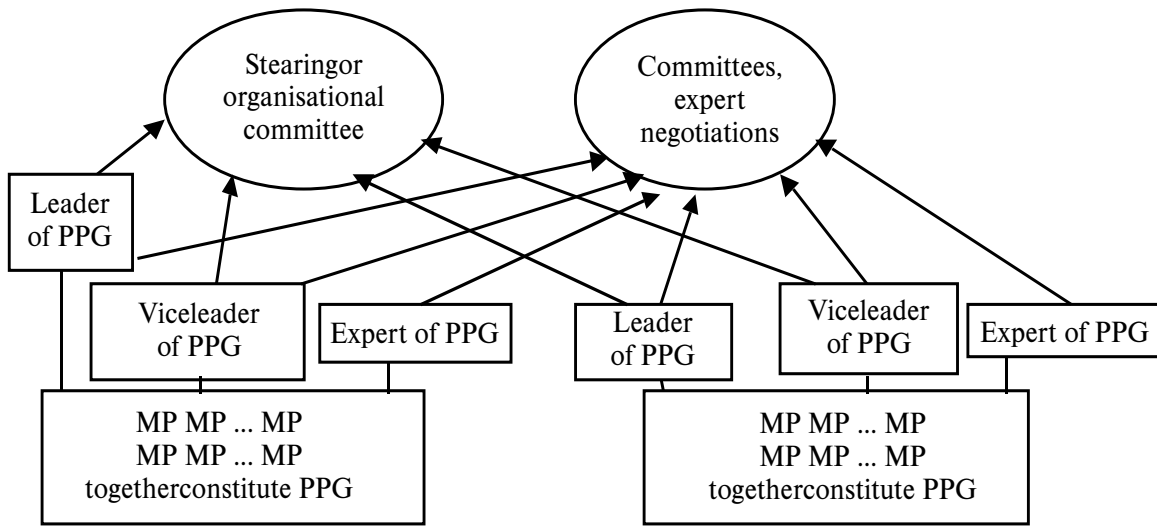 Stearingor
organisational
committee
Committees,
expert
negotiations
Leader
of PPG
Viceleader
of PPG
Expert of PPG
Leader
of PPG
Viceleader
of PPG
Expert of PPG
MP MP ... MP
MP MP ... MP
togetherconstitute PPG
MP MP ... MP
MP MP ... MP
togetherconstitute PPG